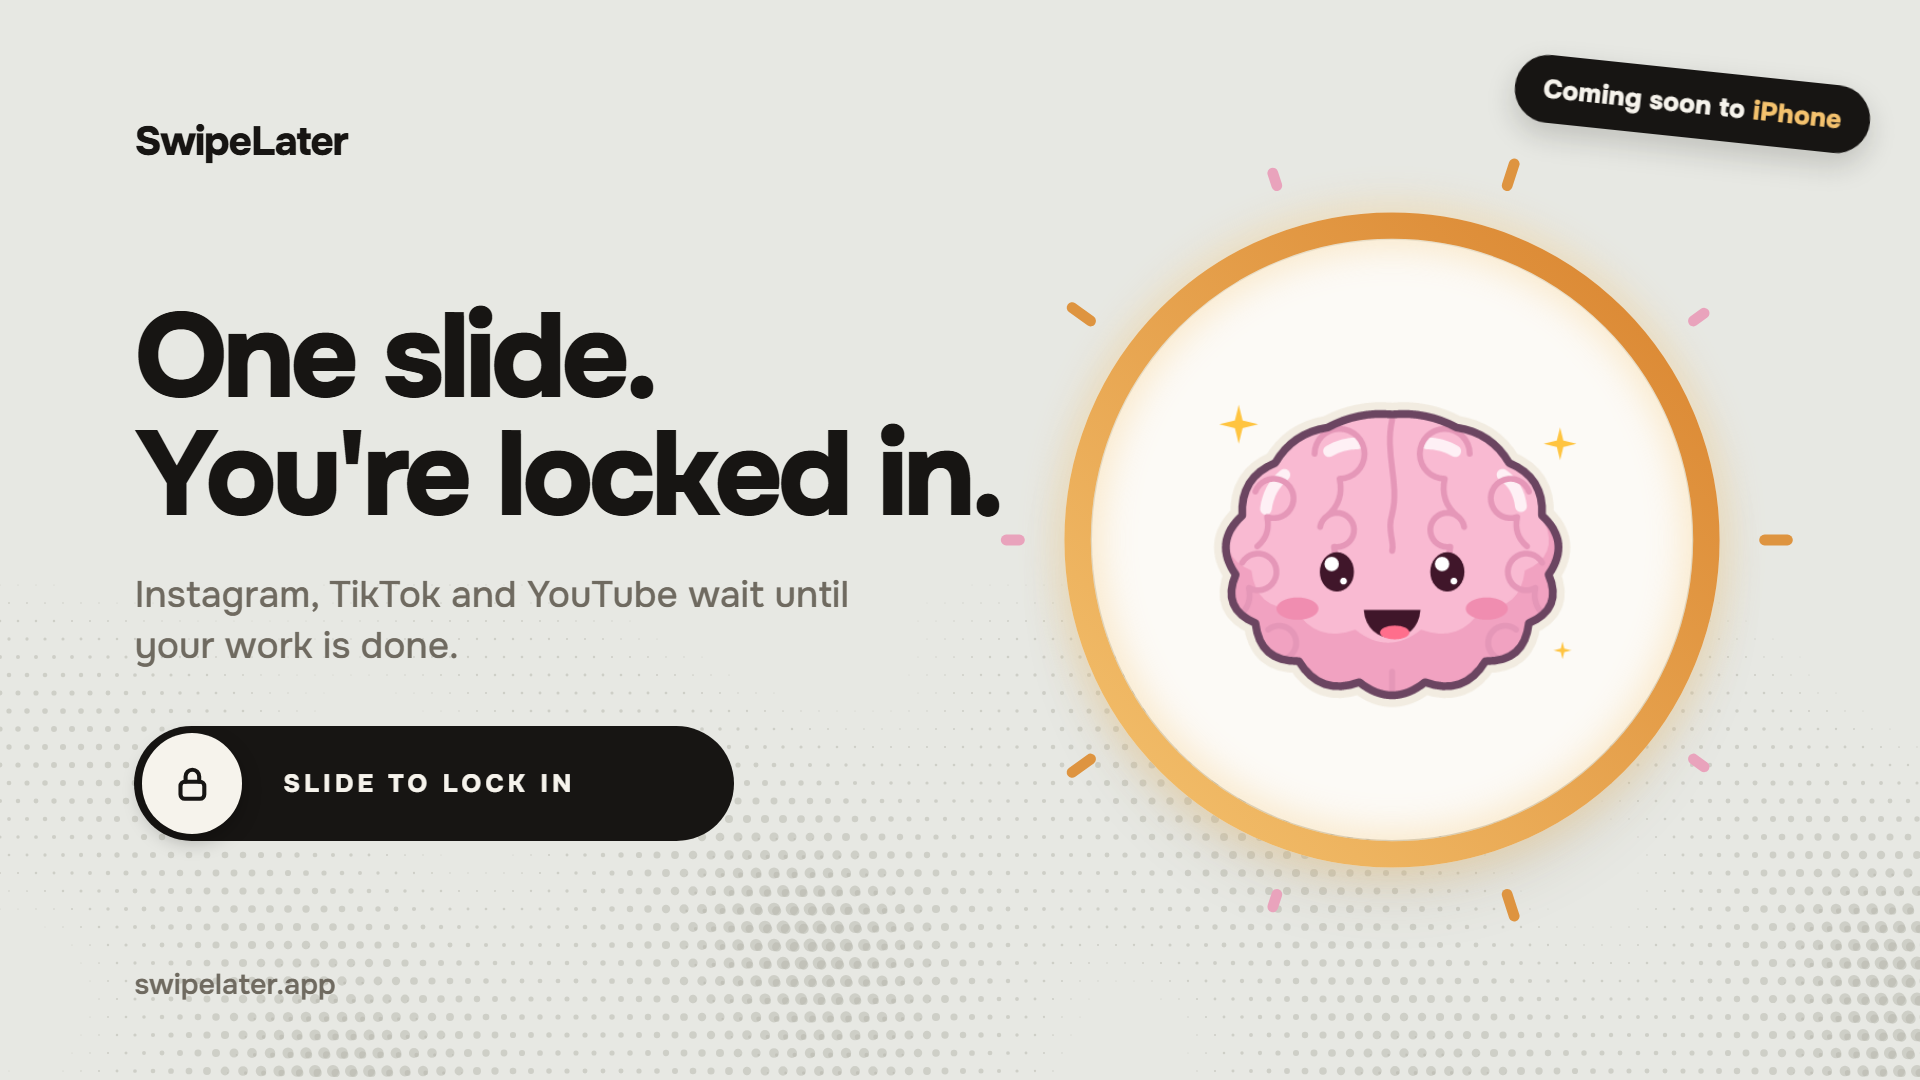 SwipeLater
Coming soon to iPhone
One slide.
You're locked in.
Instagram, TikTok and YouTube wait until
your work is done.
SLIDE TO LOCK IN
swipelater.app